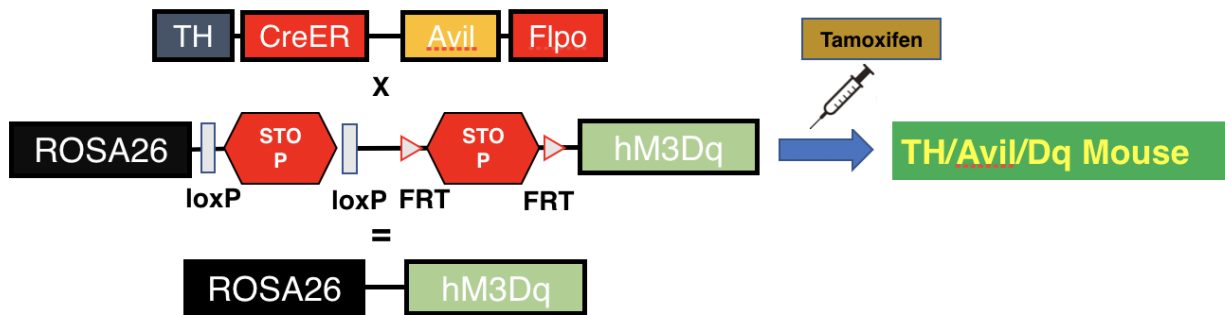 TH CreER Avil Flpo
Tamoxifen
X
ROSA26 STO STO hM3Dq
P P
TH/Avil/Dq Mouse
loxP loxP FRT FRT
=
ROSA26 hM3Dq